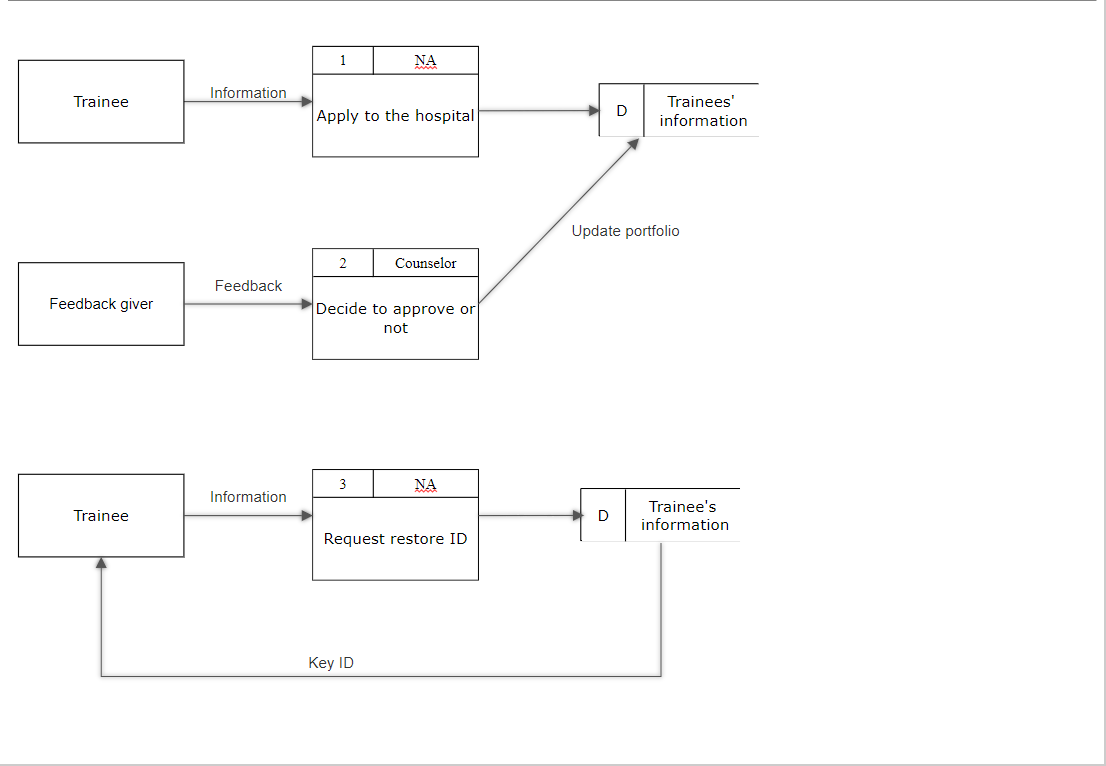 1
NA
Trainee
Information
Apply to the hospital
D
Trainees'
information
Update portfolio
2
Counselor
Feedback giver
Feedback
Decide to approve or
not
3
NA
Trainee
Information
Request restore ID
D
Trainee's
information
Key ID